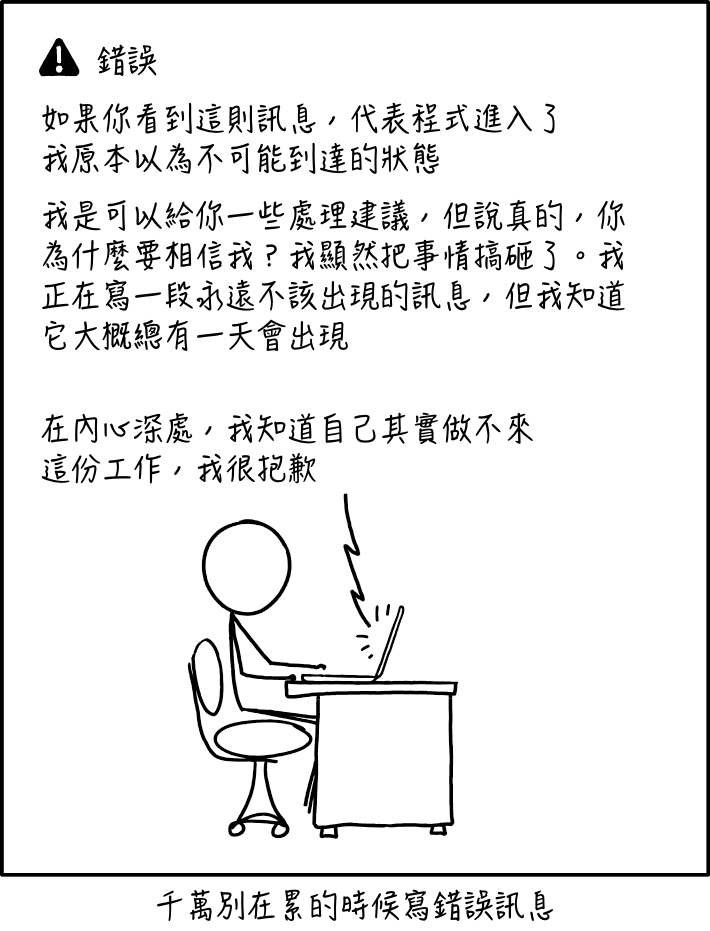 錯誤
如果你看到這則訊息，代表程式進入了
我原本以為不可能到達的狀態
我是可以給你一些處理建議，但說真的，你
為什麼要相信我？我顯然把事情搞砸了。我
正在寫一段永遠不該出現的訊息，但我知道
它大概總有一天會出現
在內心深處，我知道自己其實做不來
這份工作，我很抱歉
千萬別在累的時候寫錯誤訊息